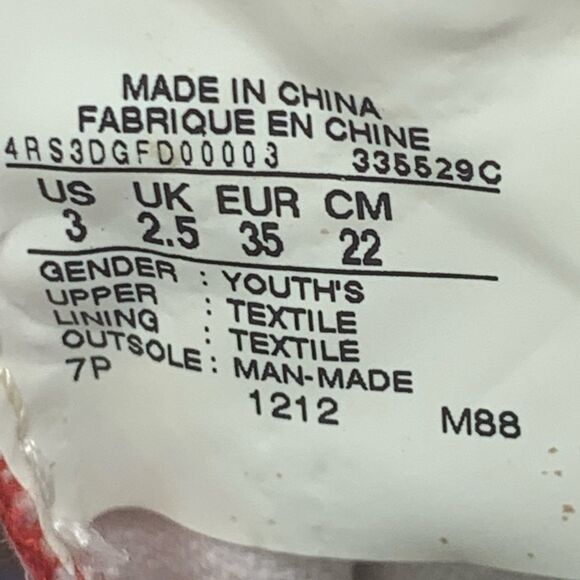 MADE IN CHINA
FABRIQUE EN CHINE
4RS3DGFD00003 335529C
US UK EUR CM
3 2.5 35 22
GENDER : YOUTH'S
UPPER : TEXTILE
LINING : TEXTILE
OUTSOLE : MAN-MADE
7P 1212 M88